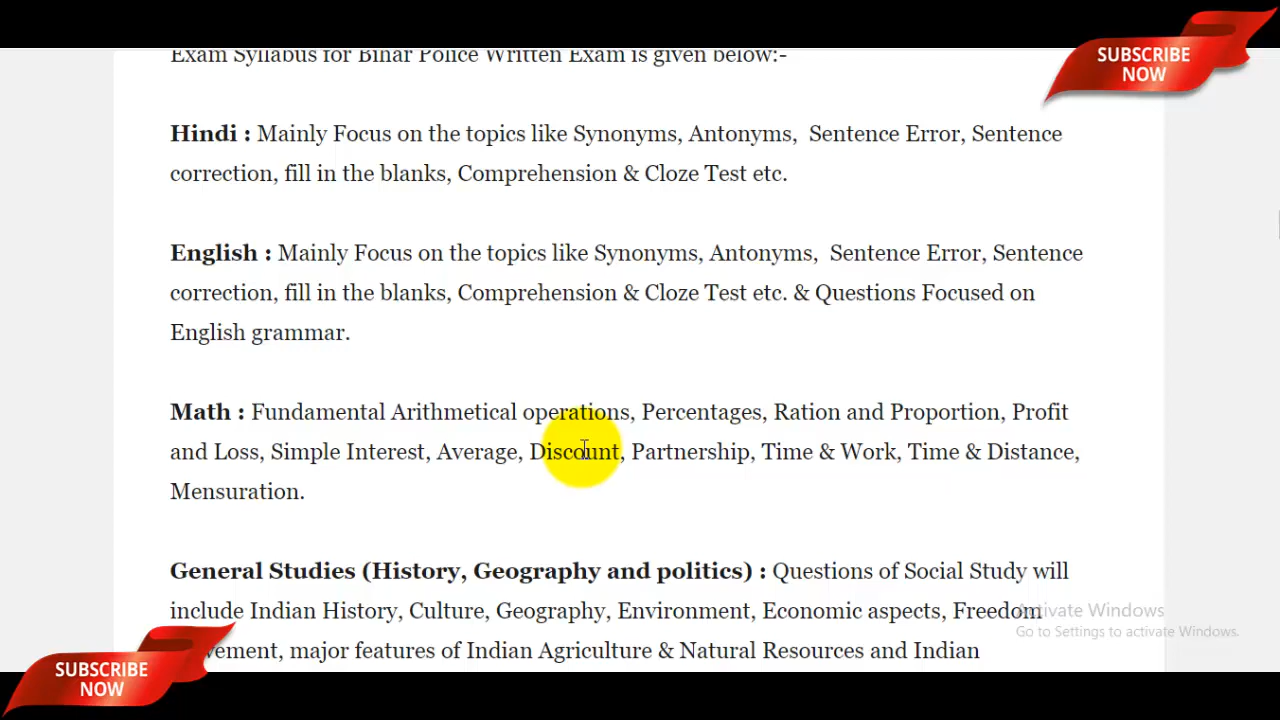 SUBSCRIBE
NOW
Exam Syllabus for Bihar Police Written Exam is given below:-
Hindi : Mainly Focus on the topics like Synonyms, Antonyms, Sentence Error, Sentence
correction, fill in the blanks, Comprehension & Cloze Test etc.
English : Mainly Focus on the topics like Synonyms, Antonyms, Sentence Error, Sentence
correction, fill in the blanks, Comprehension & Cloze Test etc. & Questions Focused on
English grammar.
Math : Fundamental Arithmetical operations, Percentages, Ration and Proportion, Profit
and Loss, Simple Interest, Average, Discount, Partnership, Time & Work, Time & Distance,
Mensuration.
General Studies (History, Geography and politics) : Questions of Social Study will
include Indian History, Culture, Geography, Environment, Economic aspects, Freedom
vement, major features of Indian Agriculture & Natural Resources and Indian
Activate Windows
Go to Settings to activate Windows.
SUBSCRIBE
NOW